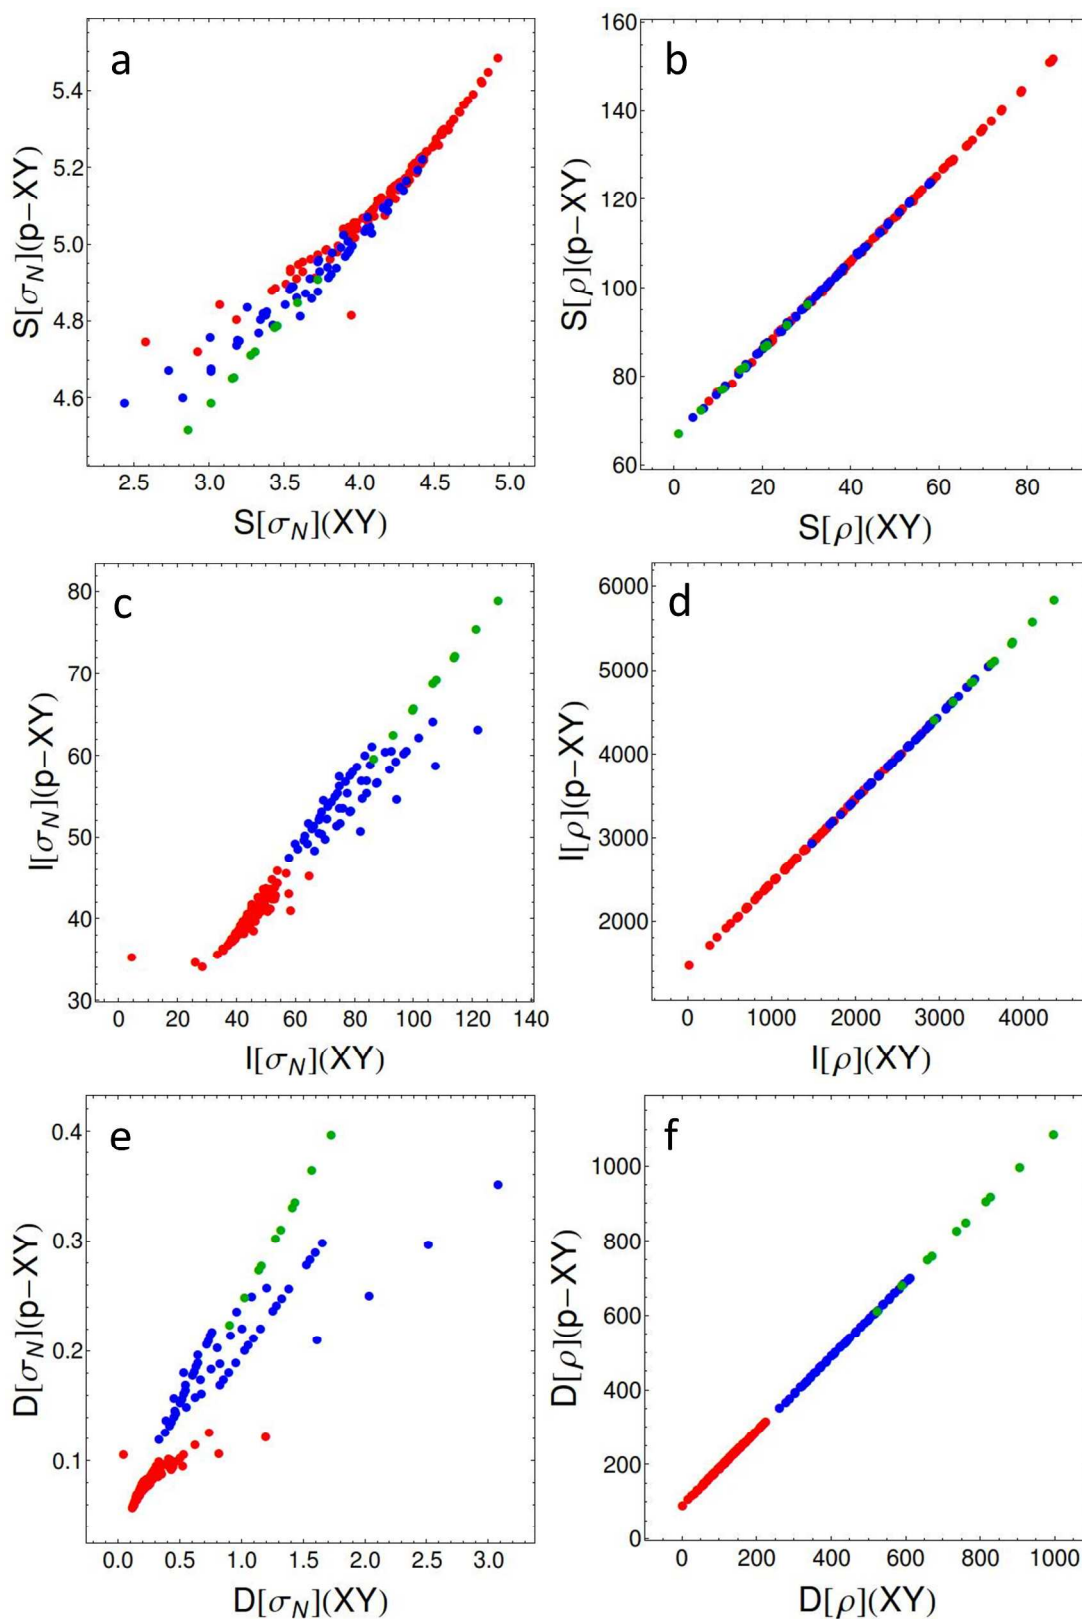 a
5.4
5.2
5.0
4.8
4.6
S[σN](p−XY)
2.5 3.0 3.5 4.0 4.5 5.0
S[σN](XY)
b
160
140
120
100
80
60
S[ρ](p−XY)
0 20 40 60 80
S[ρ](XY)
c
80
70
60
50
40
30
I[σN](p−XY)
0 20 40 60 80 100 120 140
I[σN](XY)
d
6000
5000
4000
3000
2000
I[ρ](p−XY)
0 1000 2000 3000 4000
I[ρ](XY)
e
0.4
0.3
0.2
0.1
D[σN](p−XY)
0.0 0.5 1.0 1.5 2.0 2.5 3.0
D[σN](XY)
f
1000
800
600
400
200
0
D[ρ](p−XY)
0 200 400 600 800 1000
D[ρ](XY)